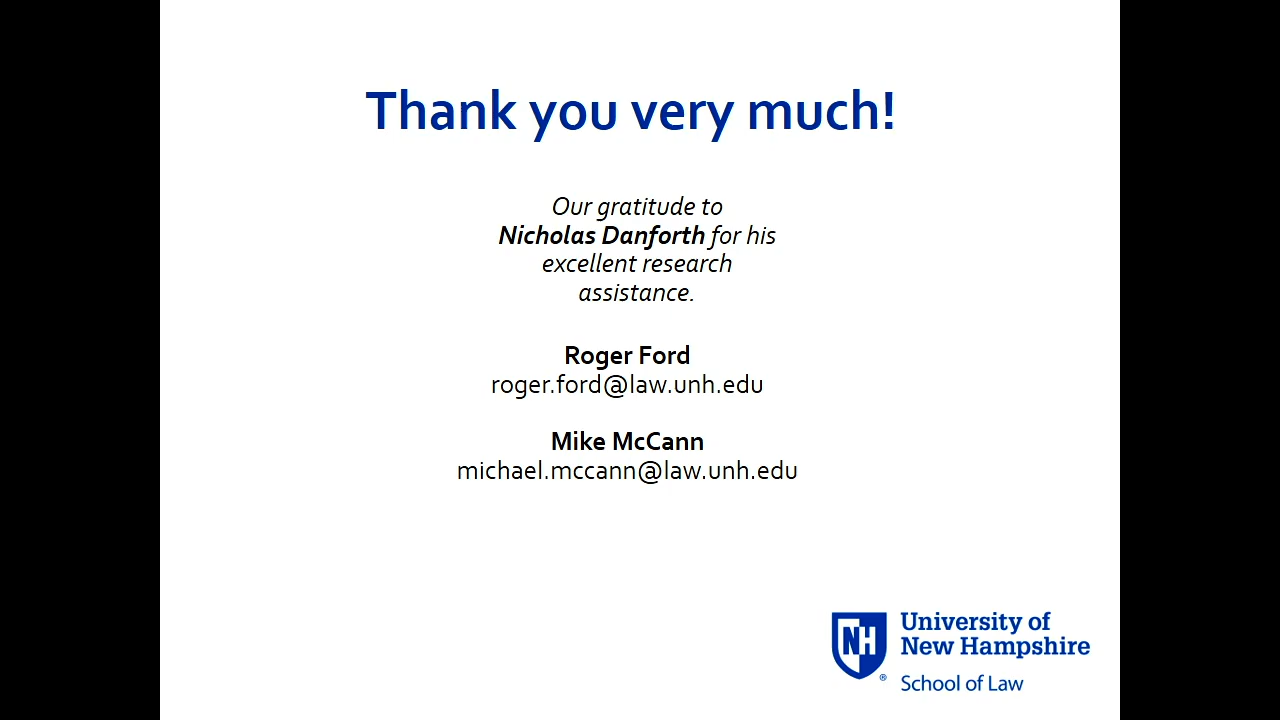 Thank you very much!
Our gratitude to
Nicholas Danforth for his
excellent research
assistance.
Roger Ford
roger.ford@law.unh.edu
Mike McCann
michael.mccann@law.unh.edu
NH
®
University of
New Hampshire
School of Law